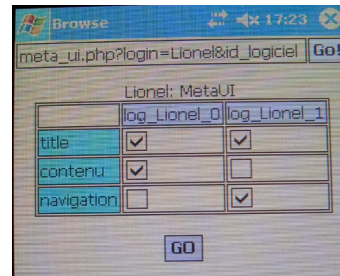 Browse 17:23
meta_ui.php?login=Lionel&id_logiciel Go!
Lionel: MetaUI
log_Lionel_0 log_Lionel_1
title
contenu
navigation
GO